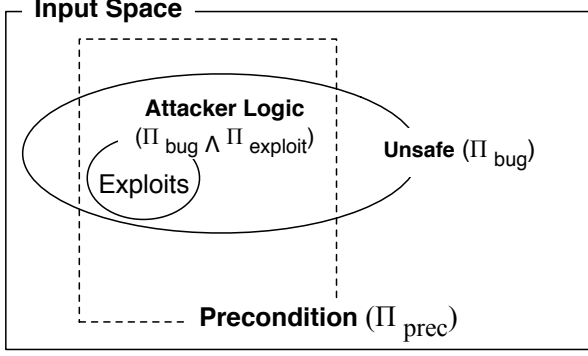 Input Space
Attacker Logic
(Π bug ∧ Π exploit)
Unsafe (Π bug)
Exploits
Precondition (Π prec)